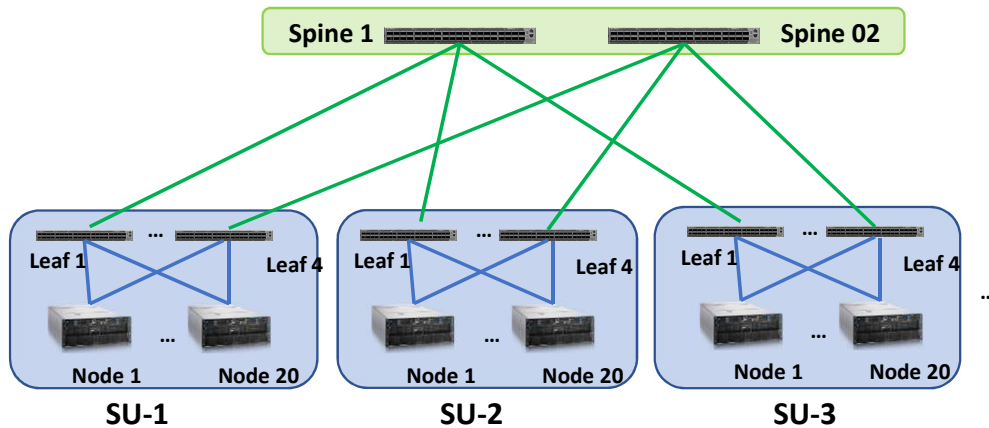 Spine 1
Spine 02
...
Leaf 1
Leaf 4
...
Node 1
Node 20
SU-1
...
Leaf 1
Leaf 4
...
Node 1
Node 20
SU-2
...
Leaf 1
Leaf 4
...
Node 1
Node 20
SU-3
...